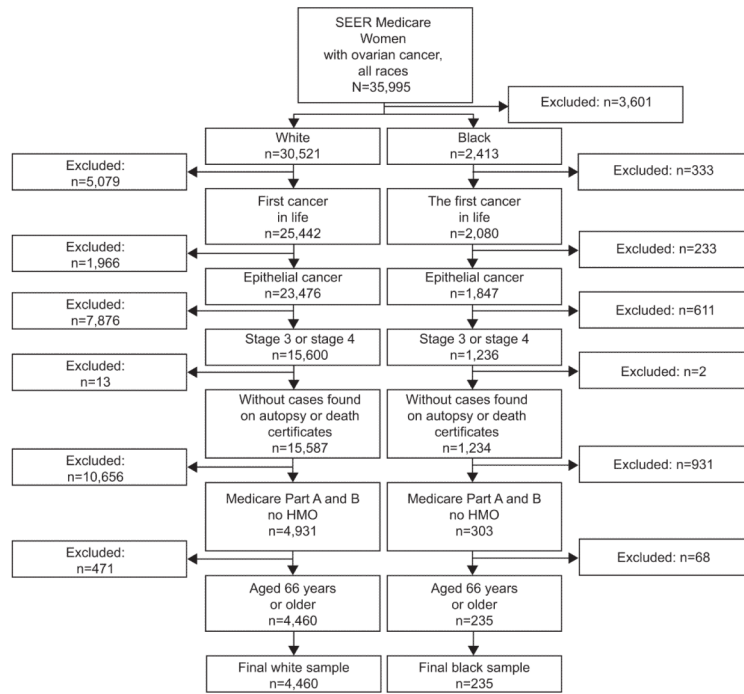 SEER Medicare
Women
with ovarian cancer,
all races
N=35,995
Excluded: n=3,601
White
n=30,521
Black
n=2,413
Excluded:
n=5,079
Excluded: n=333
First cancer
in life
n=25,442
The first cancer
in life
n=2,080
Excluded:
n=1,966
Excluded: n=233
Epithelial cancer
n=23,476
Epithelial cancer
n=1,847
Excluded:
n=7,876
Excluded: n=611
Stage 3 or stage 4
n=15,600
Stage 3 or stage 4
n=1,236
Excluded:
n=13
Excluded: n=2
Without cases found
on autopsy or death
certificates
n=15,587
Without cases found
on autopsy or death
certificates
n=1,234
Excluded:
n=10,656
Excluded: n=931
Medicare Part A and B
no HMO
n=4,931
Medicare Part A and B
no HMO
n=303
Excluded:
n=471
Excluded: n=68
Aged 66 years
or older
n=4,460
Aged 66 years
or older
n=235
Final white sample
n=4,460
Final black sample
n=235